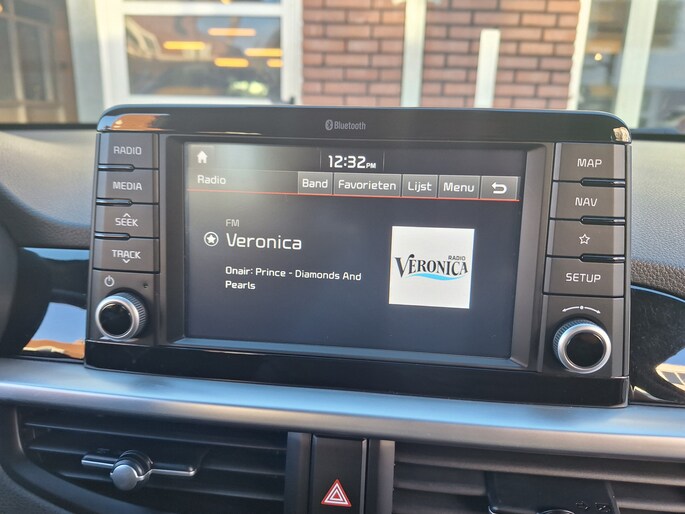 Bluetooth
RADIO
MEDIA
SEEK
TRACK
12:32PM
Radio Band Favorieten Lijst Menu
FM
Veronica
Onair: Prince - Diamonds And
Pearls
RADIO
VERONICA
MAP
NAV
SETUP